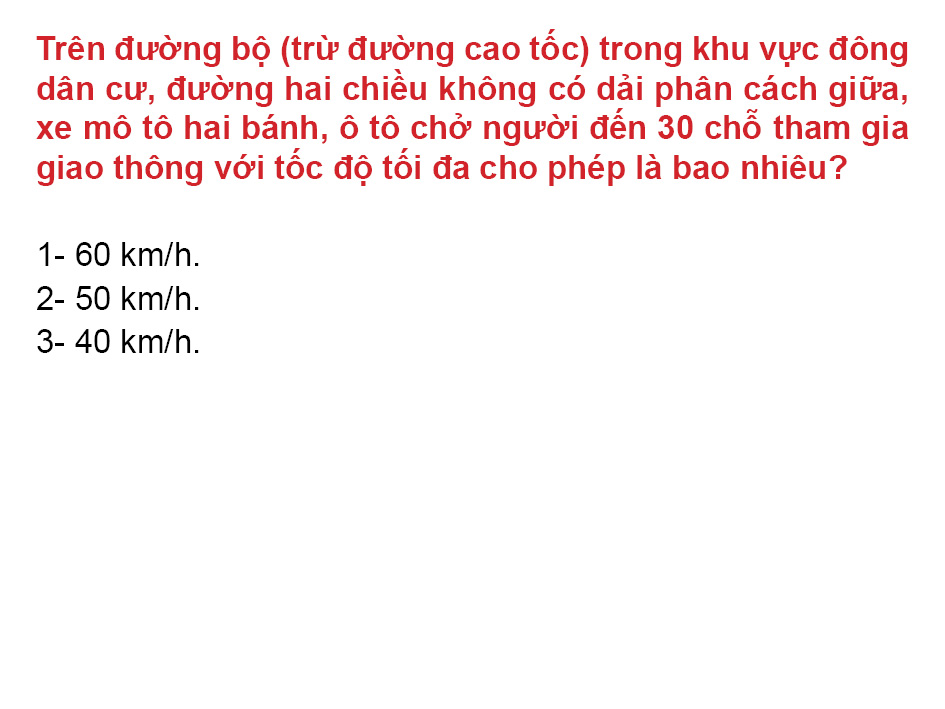 Trên đường bộ (trừ đường cao tốc) trong khu vực đông
dân cư, đường hai chiều không có dải phân cách giữa,
xe mô tô hai bánh, ô tô chở người đến 30 chỗ tham gia
giao thông với tốc độ tối đa cho phép là bao nhiêu?
1- 60 km/h.
2- 50 km/h.
3- 40 km/h.